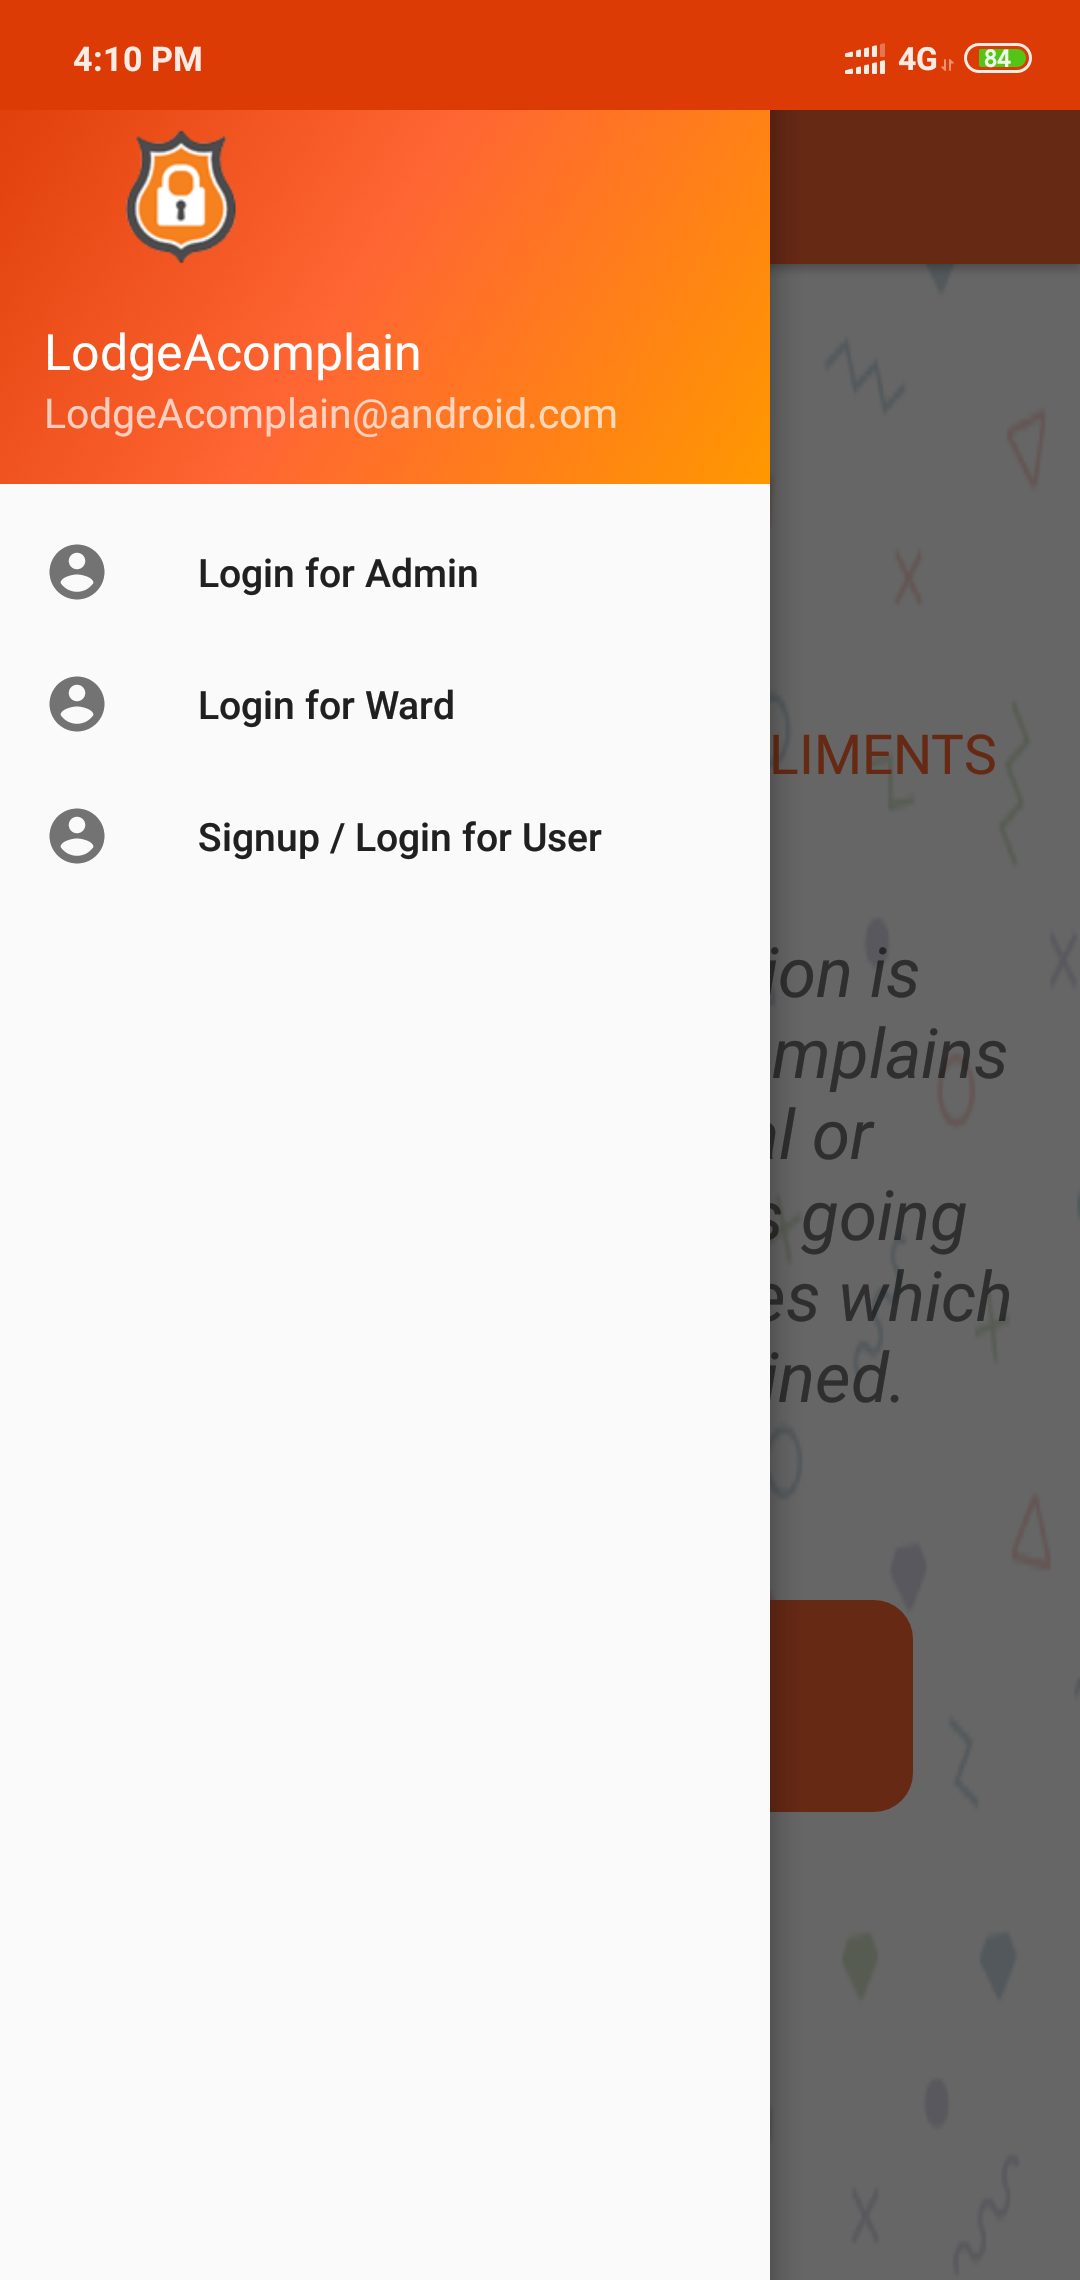 4:10 PM
4G
84
LodgeAcomplain
LodgeAcomplain@android.com
Login for Admin
Login for Ward
Signup / Login for User
LIMENTS
ion is
mplains
l or
s going
es which
ined.